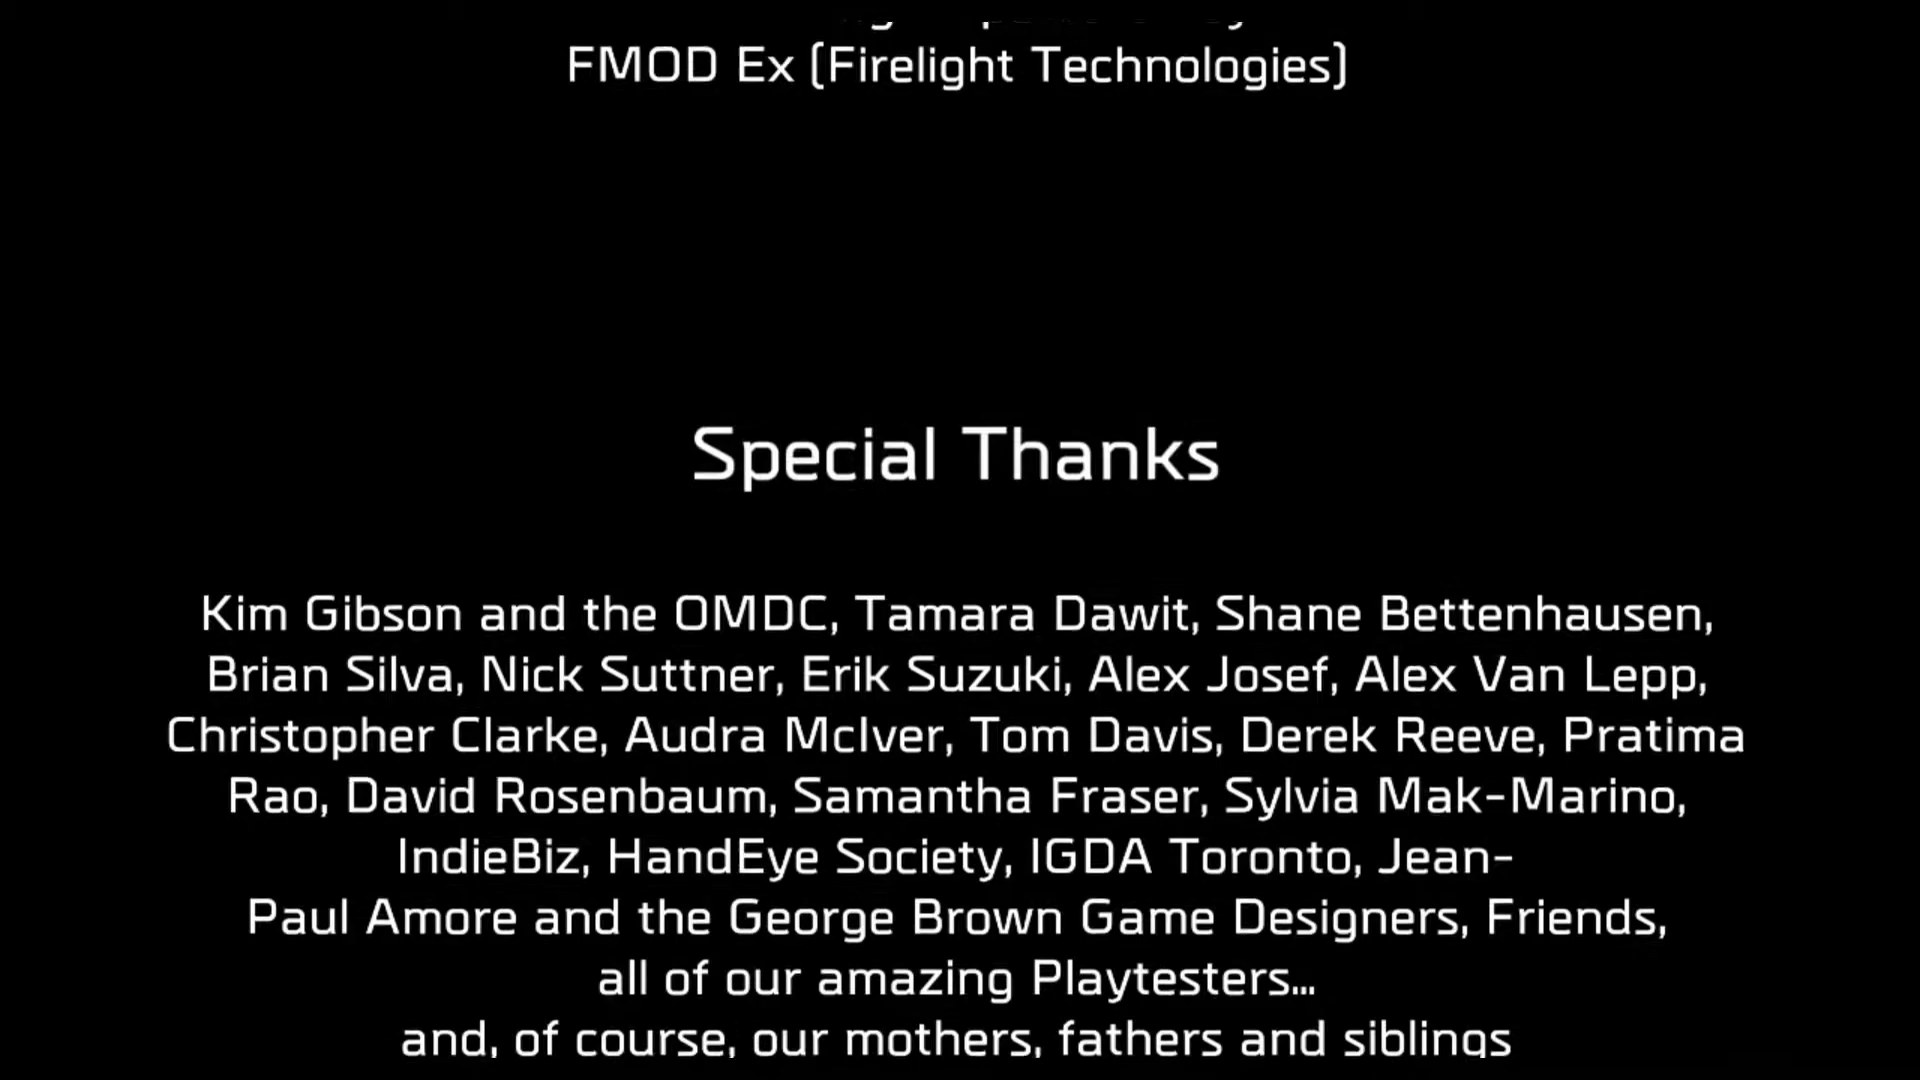 FMOD Ex (Firelight Technologies)
Special Thanks
Kim Gibson and the OMDC, Tamara Dawit, Shane Bettenhausen,
Brian Silva, Nick Suttner, Erik Suzuki, Alex Josef, Alex Van Lepp,
Christopher Clarke, Audra McIver, Tom Davis, Derek Reeve, Pratima
Rao, David Rosenbaum, Samantha Fraser, Sylvia Mak-Marino,
IndieBiz, HandEye Society, IGDA Toronto, Jean-
Paul Amore and the George Brown Game Designers, Friends,
all of our amazing Playtesters...
and, of course, our mothers, fathers and siblings